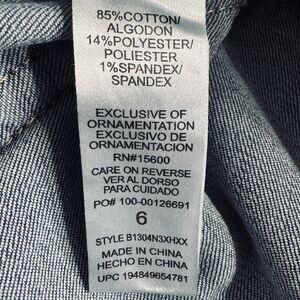 85%COTTON/
ALGODON
14%POLYESTER/
POLIESTER
1%SPANDEX/
SPANDEX
EXCLUSIVE OF
ORNAMENTATION
EXCLUSIVO DE
ORNAMENTACION
RN#15600
CARE ON REVERSE
VER AL DORSO
PARA CUIDADO
PO# 100-00126691
6
STYLE B1304N3XHXX
MADE IN CHINA
HECHO EN CHINA
UPC 194849654781